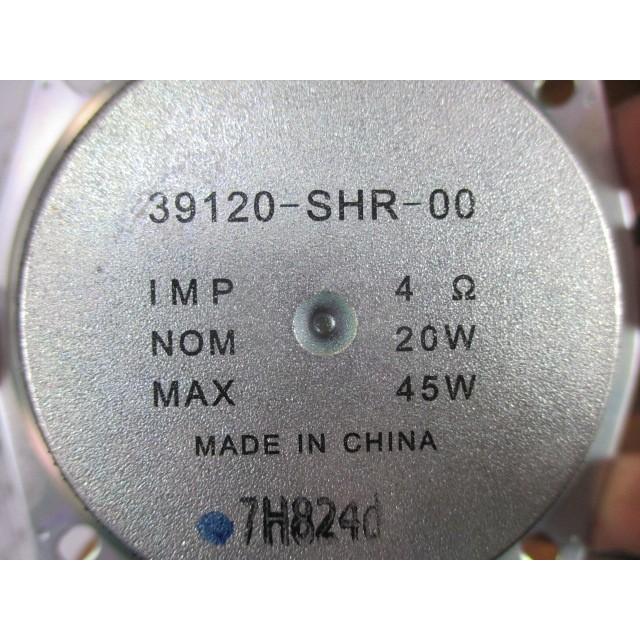 39120-SHR-00
IMP 4 Ω
NOM 20W
MAX 45W
MADE IN CHINA
7H824d